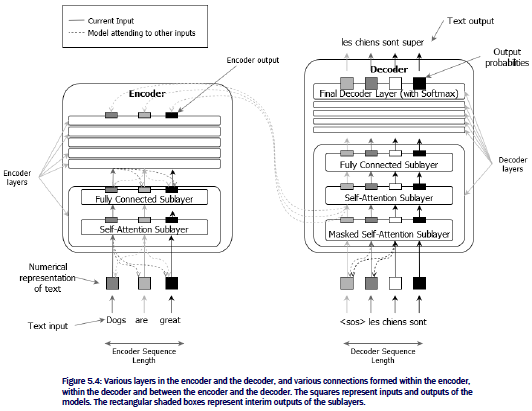 Current Input
Model attending to other inputs
Text output
les chiens sont super
Encoder output
Output
probabilities
Encoder
Decoder
Final Decoder Layer (with Softmax)
Encoder
layers
Decoder
layers
Fully Connected Sublayer
Fully Connected Sublayer
Self-Attention Sublayer
Self-Attention Sublayer
Masked Self-Attention Sublayer
Numerical
representation
of text
Text input
Dogs are great
<sos> les chiens sont
Encoder Sequence
Length
Decoder Sequence
Length
Figure 5.4: Various layers in the encoder and the decoder, and various connections formed within the encoder,
within the decoder and between the encoder and the decoder. The squares represent inputs and outputs of the
models. The rectangular shaded boxes represent interim outputs of the sublayers.